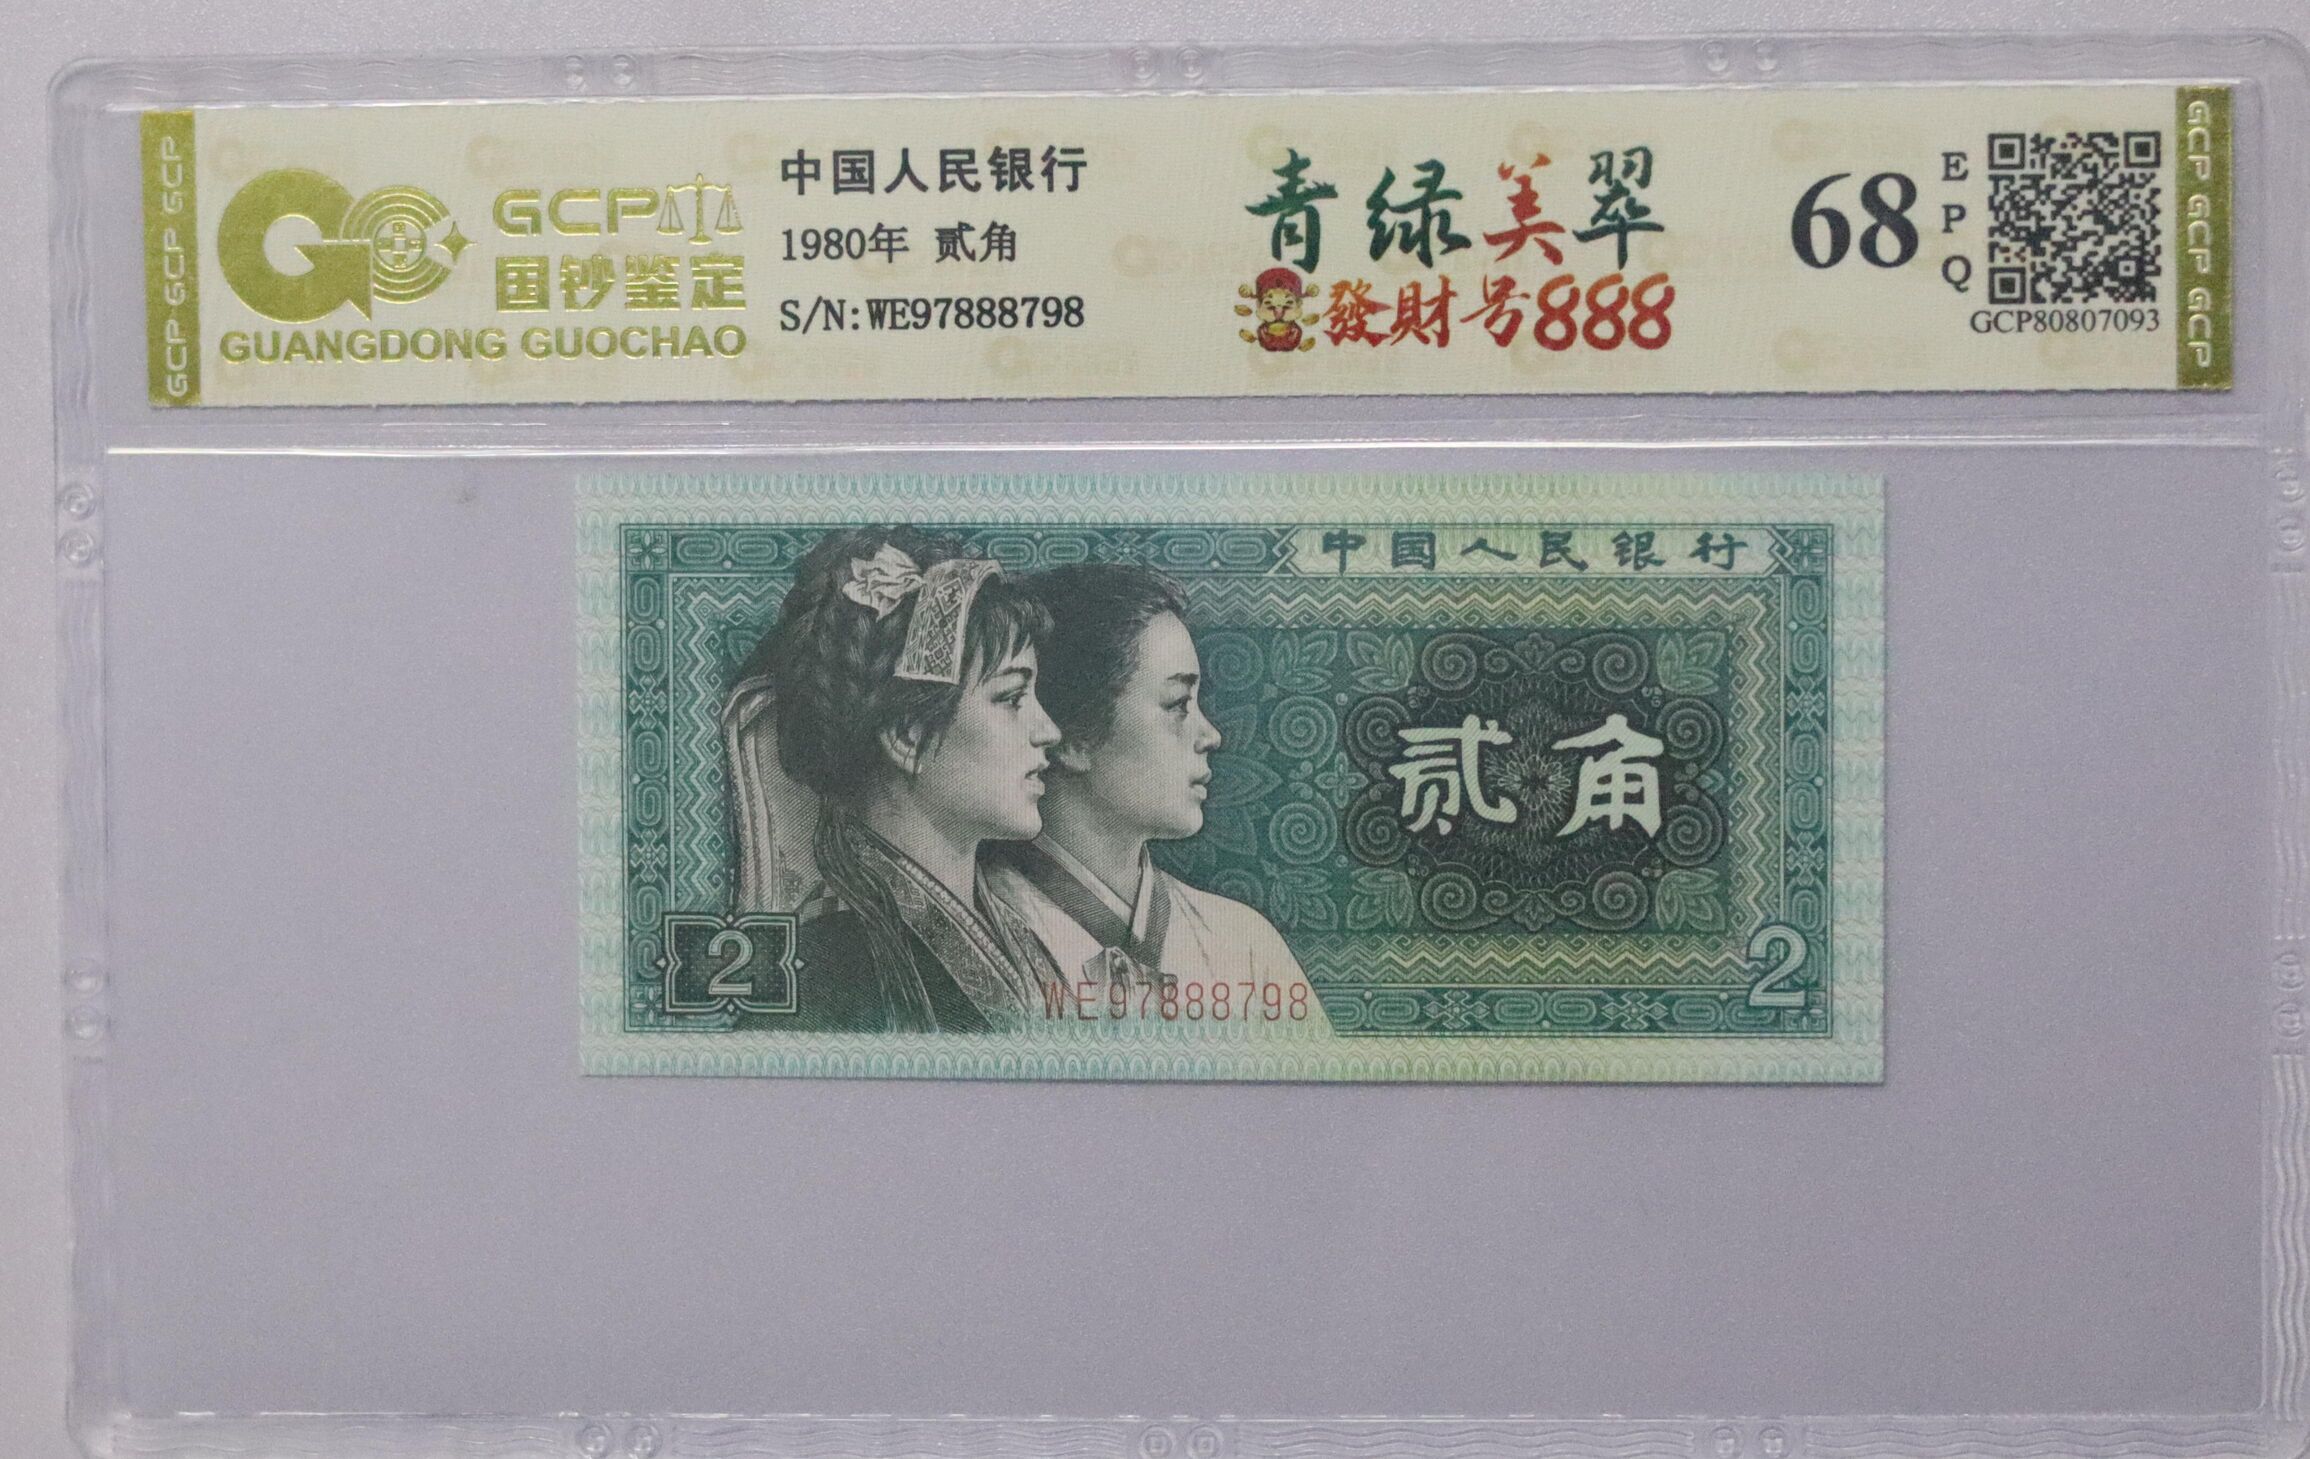 GCP GCP GCP
GCP
国钞鉴定
GUANGDONG GUOCHAO
中国人民银行
1980年 贰角
S/N:WE97888798
青绿美翠
發財号888
68
E
P
Q
GCP80807093
GCP GCP GCP
中国人民银行
贰角
2
2
WE97888798